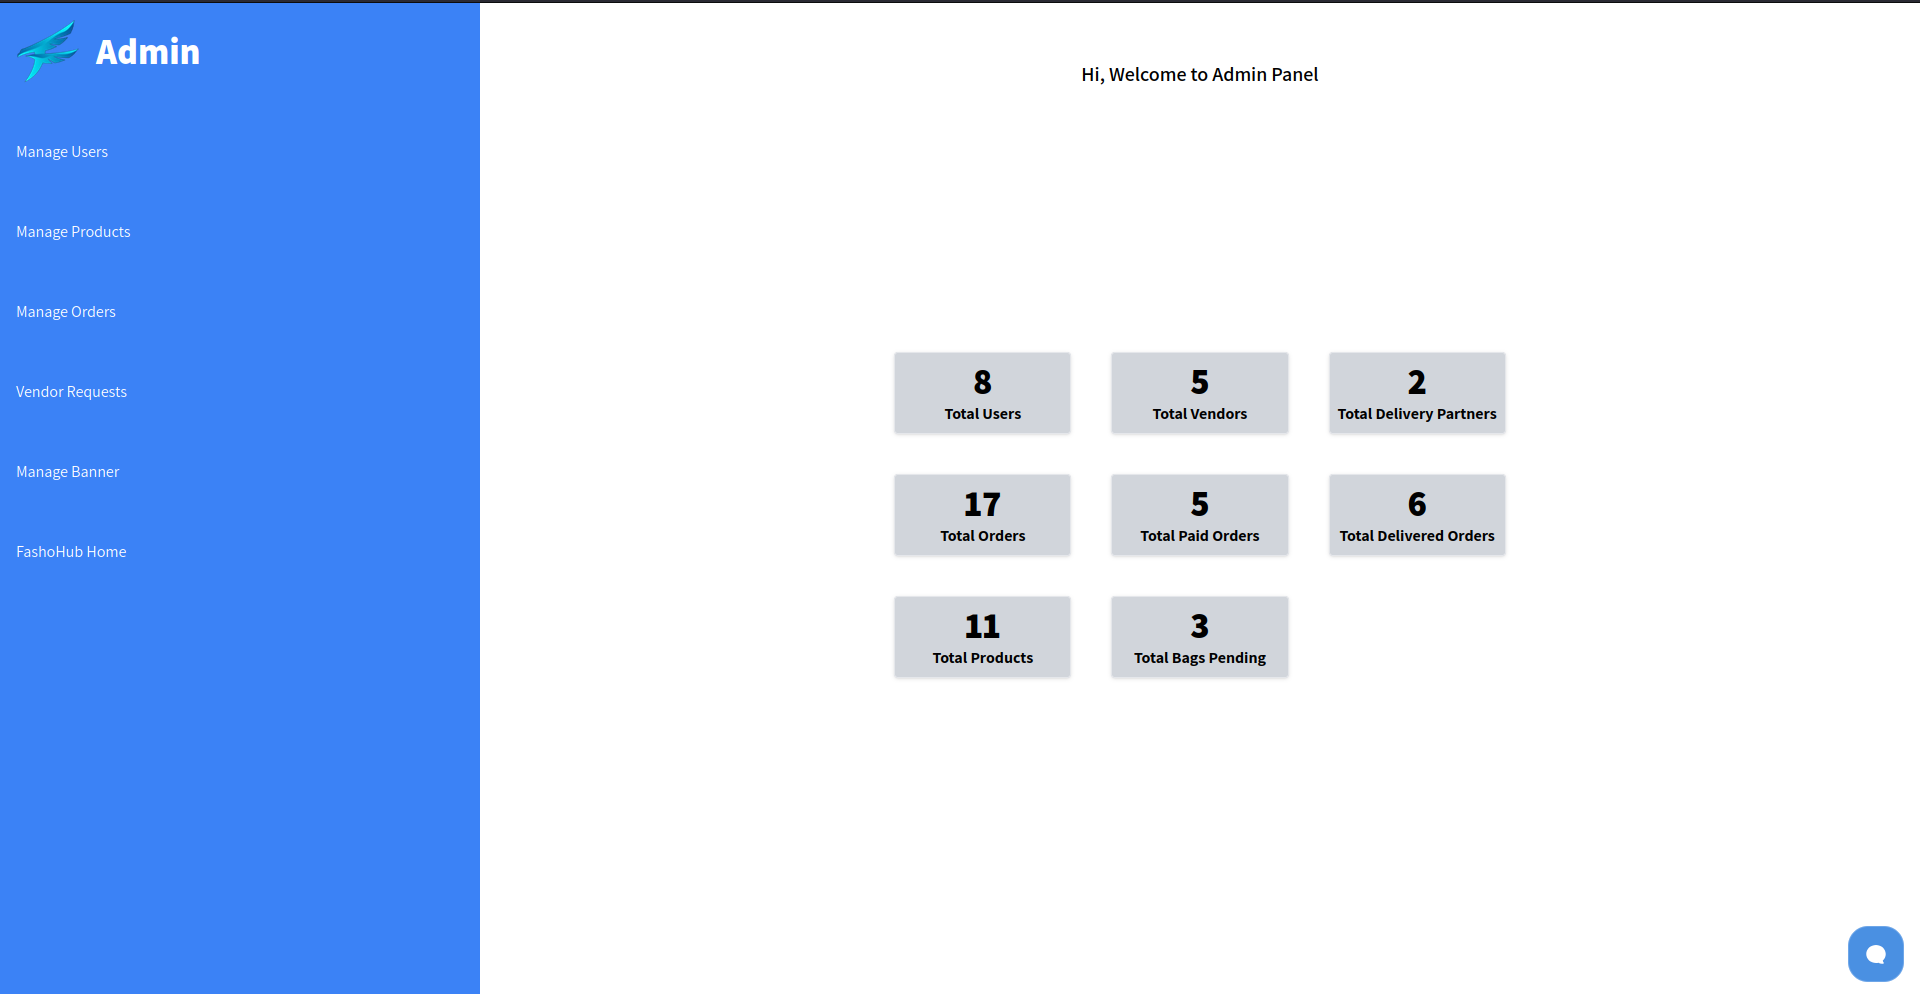 Admin
Manage Users
Manage Products
Manage Orders
Vendor Requests
Manage Banner
FashoHub Home
Hi, Welcome to Admin Panel
8
Total Users
5
Total Vendors
2
Total Delivery Partners
17
Total Orders
5
Total Paid Orders
6
Total Delivered Orders
11
Total Products
3
Total Bags Pending